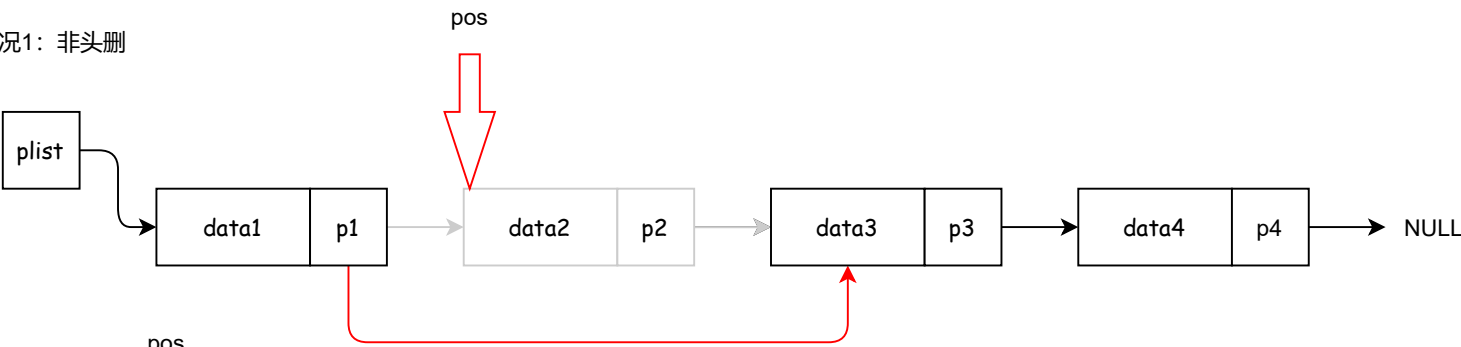 pos
况1：非头删
plist
data1 p1 data2 p2 data3 p3 data4 p4 NULL
pos